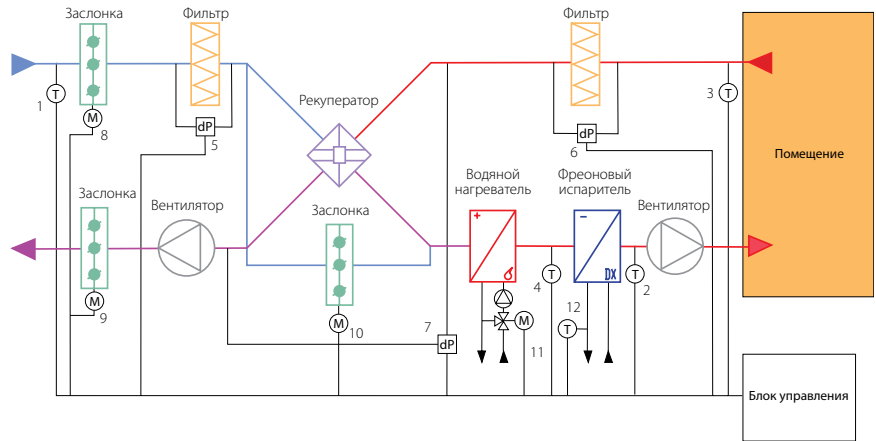 Заслонка
Фильтр
Фильтр
T
1
M
8
dP
5
Рекуператор
dP
6
T
3
Помещение
Заслонка
Вентилятор
Заслонка
Водяной
нагреватель
Фреоновый
испаритель
Вентилятор
+
–
DX
M
9
M
10
7
dP
T
4
M
11
12
T
T
2
Блок управления